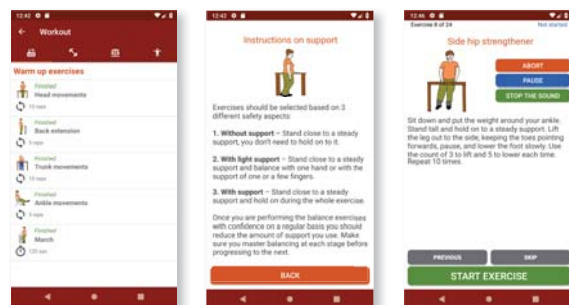 12:42
Workout
Warm up exercises
Finished
Head movements
10 reps
Finished
Back extension
5 reps
Finished
Trunk movements
10 reps
Finished
Ankle movements
5 reps
Finished
March
120 sec
12:43
Instructions on support
Exercises should be selected based on 3
different safety aspects:
1. Without support – Stand close to a steady
support, you don't need to hold on to it.
2. With light support – Stand close to a steady
support and balance with one hand or with the
support of one or a few fingers.
3. With support – Stand close to a steady
support and hold on during the whole exercise.
Once you are performing the balance exercises
with confidence on a regular basis you should
reduce the amount of support you use. Make
sure you master balancing at each stage before
progressing to the next.
BACK
12:46
Exercise 8 of 24
Not started
Side hip strengthener
ABORT
PAUSE
STOP THE SOUND
Sit down and put the weight around your ankle.
Stand tall and hold on to a steady support. Lift
the leg out to the side, keeping the toes pointing
forwards, pause, and lower the foot slowly. Use
the count of 3 to lift and 5 to lower each time.
Repeat 10 times.
PREVIOUS
SKIP
START EXERCISE